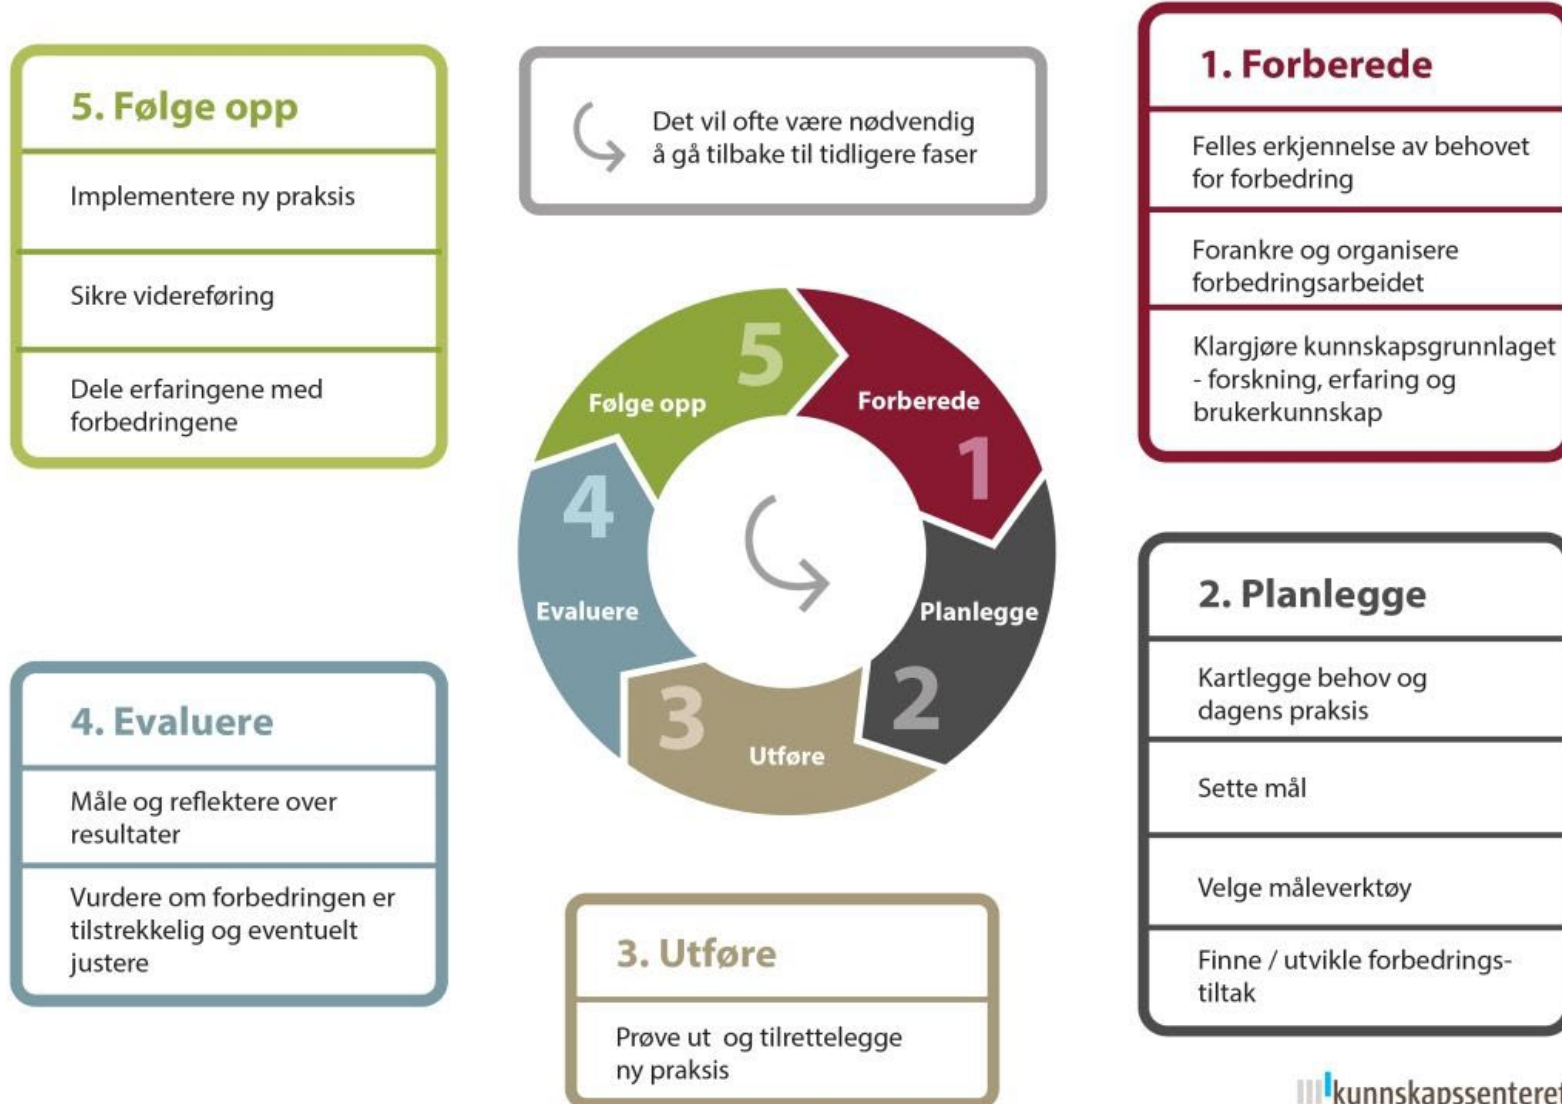 5. Følge opp
Implementere ny praksis
Sikre videreføring
Dele erfaringene med
forbedringene
Det vil ofte være nødvendig
å gå tilbake til tidligere faser
1. Forberede
Felles erkjennelse av behovet
for forbedring
Forankre og organisere
forbedringsarbeidet
Klargjøre kunnskapsgrunnlaget
- forskning, erfaring og
brukerkunnskap
5
Følge opp
Forberede
1
4
Evaluere
Planlegge
2
3
Utføre
2. Planlegge
Kartlegge behov og
dagens praksis
Sette mål
Velge måleverktøy
Finne / utvikle forbedrings-
tiltak
4. Evaluere
Måle og reflektere over
resultater
Vurdere om forbedringen er
tilstrekkelig og eventuelt
justere
3. Utføre
Prøve ut og tilrettelegge
ny praksis
kunnskapssenteret